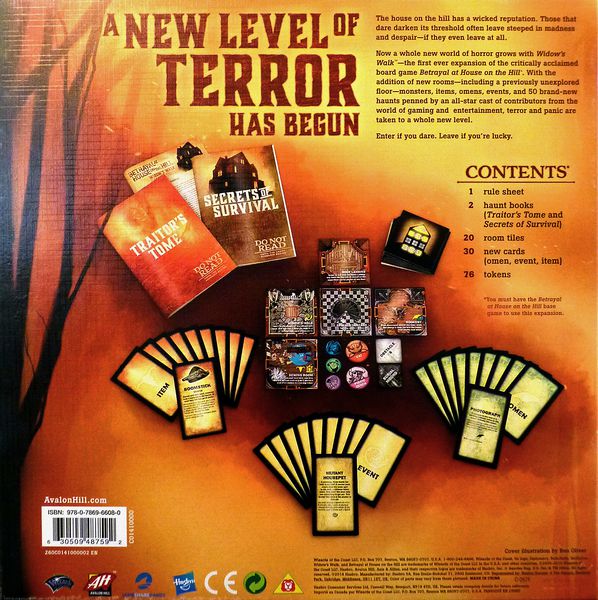 A NEW LEVEL OF
TERROR
HAS BEGUN
The house on the hill has a wicked reputation. Those that
dare darken its threshold often leave steeped in madness
and despair—if they even leave at all.
Now a whole new world of horror grows with Widow's
Walk™—the first ever expansion of the critically acclaimed
board game Betrayal at House on the Hill®. With the
addition of new rooms—including a previously unexplored
floor—monsters, items, omens, events, and 50 brand-new
haunts penned by an all-star cast of contributors from the
world of gaming and entertainment, terror and panic are
taken to a whole new level.
Enter if you dare. Leave if you're lucky.
CONTENTS*
1 rule sheet
2 haunt books
(Traitor's Tome and
Secrets of Survival)
20 room tiles
30 new cards
(omen, event, item)
76 tokens
*You must have the Betrayal
at House on the Hill base
game to use this expansion.
SECRETS OF
SURVIVAL
DO NOT
READ
TRAITOR'S
TOME
DO NOT
READ
ITEM
BOOMSTICK
EVENT
MUTANT
HOUSEPET
OMEN
PHOTOGRAPH
AvalonHill.com
ISBN: 978-0-7869-6608-0
6 30509 48759 2
C01410000
260C0141000002 EN
Cover Illustration by Ben Oliver
AVALON HILL
Hasbro
CE